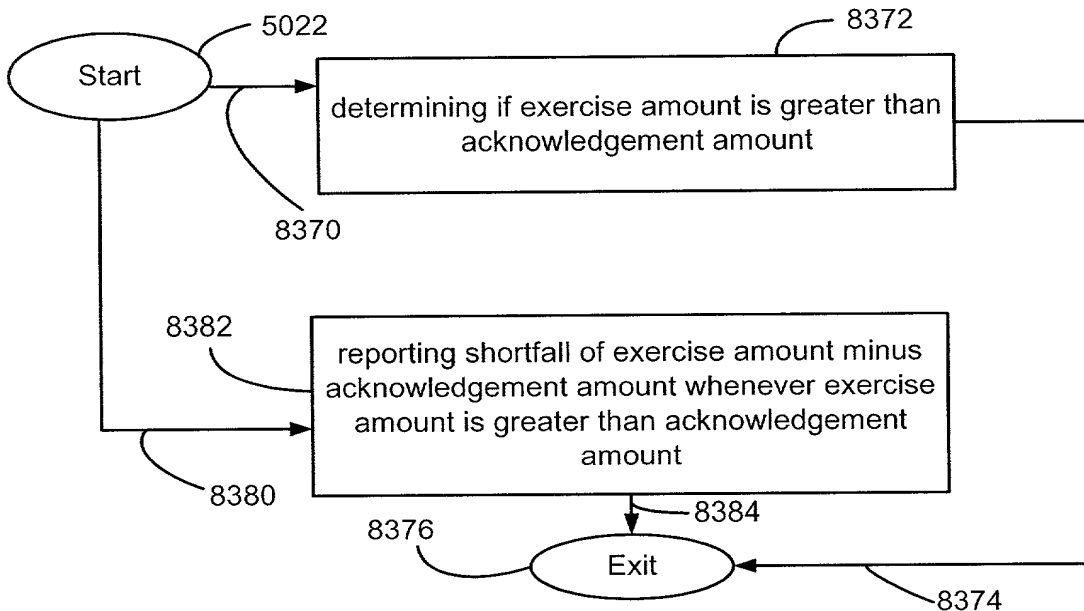 5022
8372
Start
determining if exercise amount is greater than
acknowledgement amount
8370
8382
reporting shortfall of exercise amount minus
acknowledgement amount whenever exercise
amount is greater than acknowledgement
amount
8380
8384
8376
Exit
8374